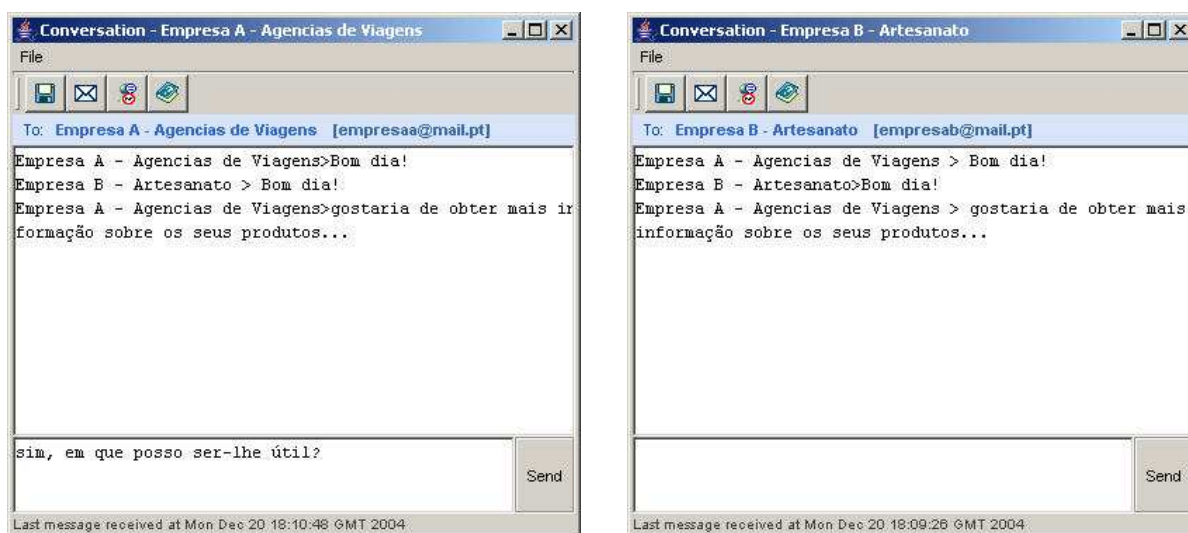 Conversation - Empresa A - Agencias de Viagens
File
To: Empresa A - Agencias de Viagens [empresaa@mail.pt]
Empresa A - Agencias de Viagens>Bom dia!
Empresa B - Artesanato > Bom dia!
Empresa A - Agencias de Viagens>gostaria de obter mais in
formação sobre os seus produtos...
sim, em que posso ser-lhe útil?
Send
Last message received at Mon Dec 20 18:10:48 GMT 2004
Conversation - Empresa B - Artesanato
File
To: Empresa B - Artesanato [empresab@mail.pt]
Empresa A - Agencias de Viagens > Bom dia!
Empresa B - Artesanato>Bom dia!
Empresa A - Agencias de Viagens > gostaria de obter mais
informação sobre os seus produtos...
Send
Last message received at Mon Dec 20 18:09:26 GMT 2004